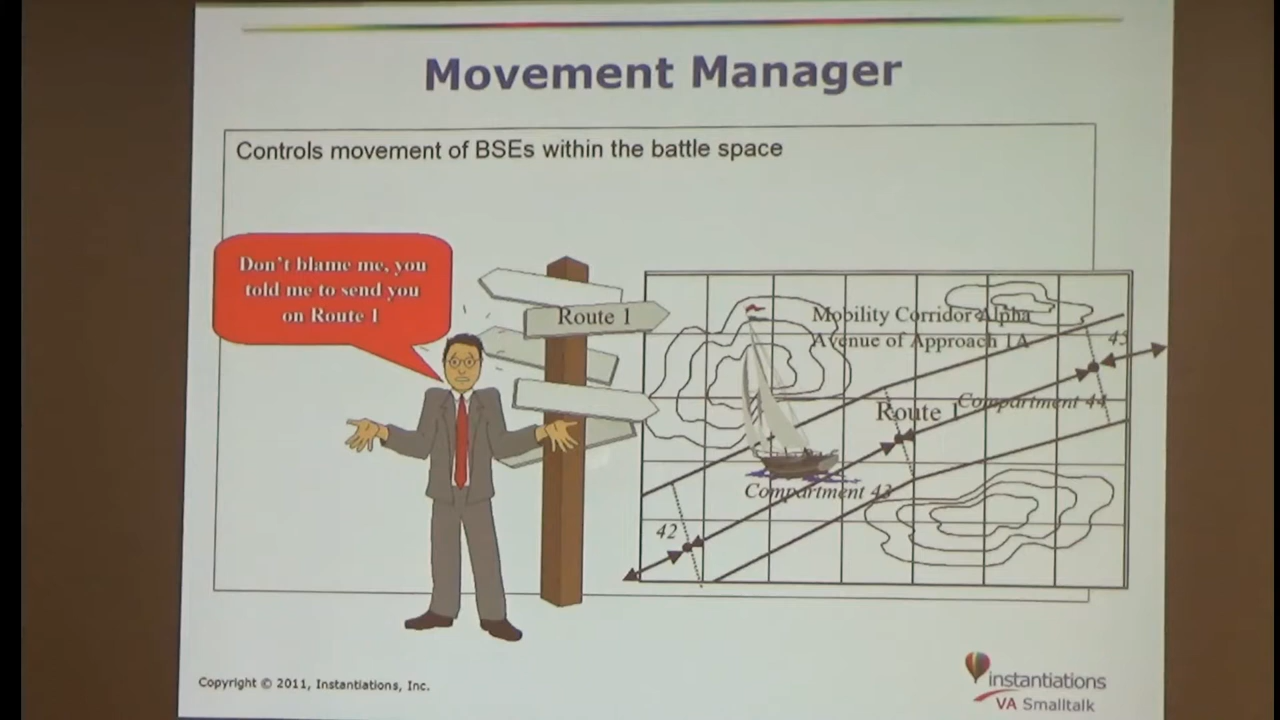 Movement Manager
Controls movement of BSEs within the battle space
Don't blame me, you
told me to send you
on Route 1
Route 1
Mobility Corridor Alpha
Avenue of Approach 1A
45
Compartment 44
Route 1
Compartment 43
42
Copyright © 2011, Instantiations, Inc.
instantiations
VA Smalltalk